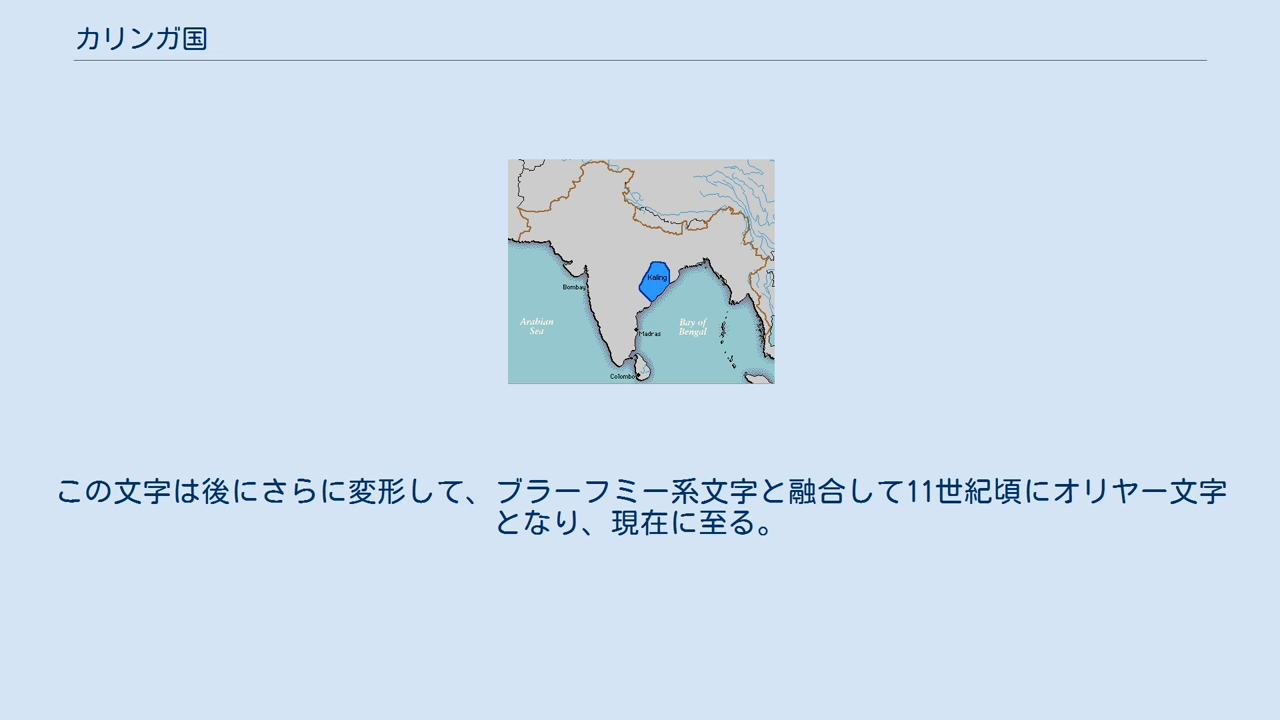 カリンガ国
Kaling
Bombay
Arabian
Sea
Bay of
Bengal
Madras
Colombo
この文字は後にさらに変形して、ブラーフミー系文字と融合して11世紀頃にオリヤー文字
となり、現在に至る。